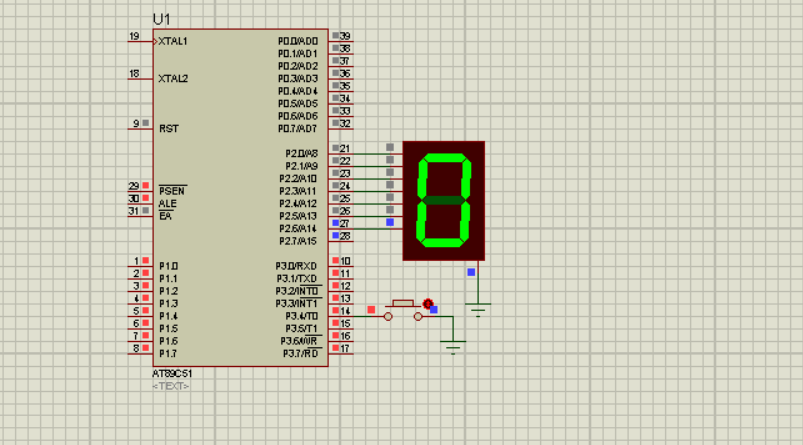 U1
19 XTAL1 P0.0/AD0 39
P0.1/AD1 38
P0.2/AD2 37
18 XTAL2 P0.3/AD3 36
P0.4/AD4 35
P0.5/AD5 34
P0.6/AD6 33
9 RST P0.7/AD7 32
P2.0/A8 21
P2.1/A9 22
P2.2/A10 23
29 PSEN P2.3/A11 24
30 ALE P2.4/A12 25
31 EA P2.5/A13 26
P2.6/A14 27
P2.7/A15 28
1 P1.0 P3.0/RXD 10
2 P1.1 P3.1/TXD 11
3 P1.2 P3.2/INT0 12
4 P1.3 P3.3/INT1 13
5 P1.4 P3.4/T0 14
6 P1.5 P3.5/T1 15
7 P1.6 P3.6/WR 16
8 P1.7 P3.7/RD 17
AT89C51
<TEXT>
0